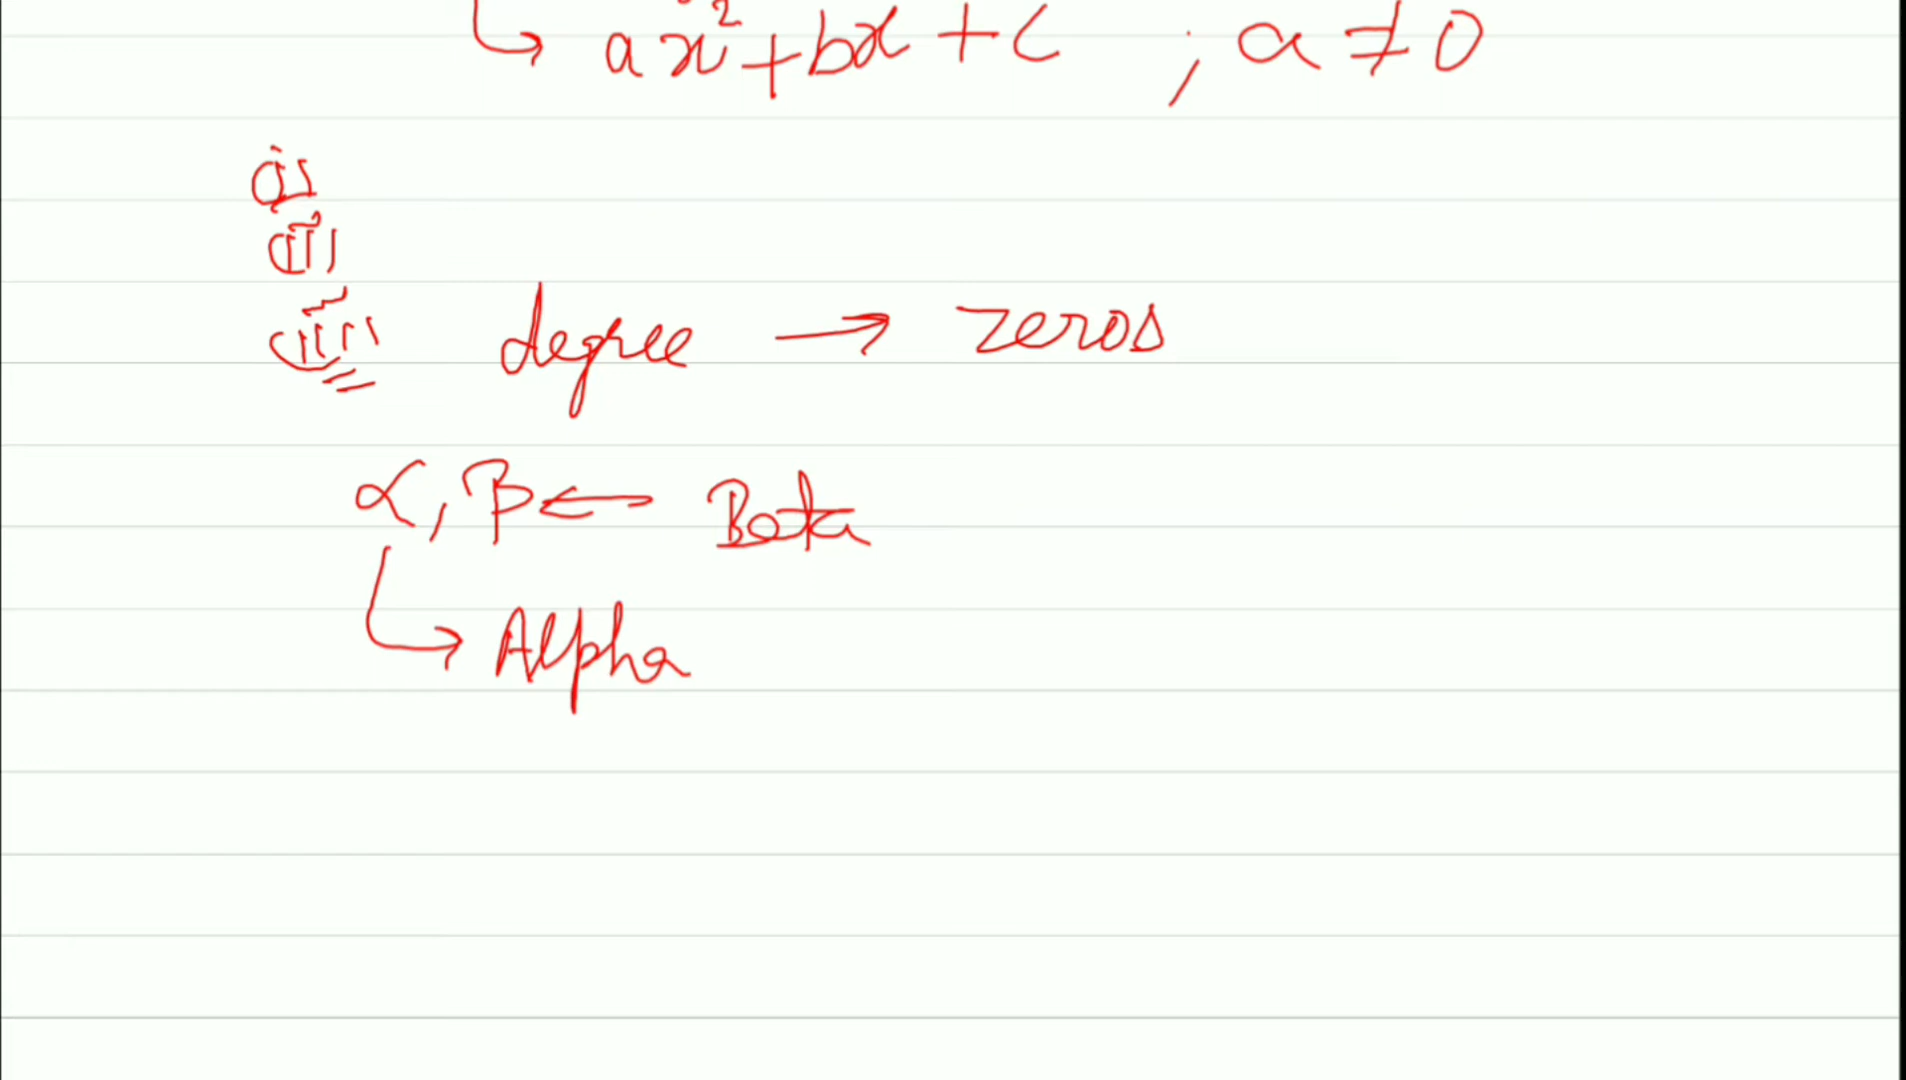 ↳ ax²+bx+c ; a≠0
(i)
(ii)
(iii) degree → zeros
α, β ← Beta
↳ Alpha